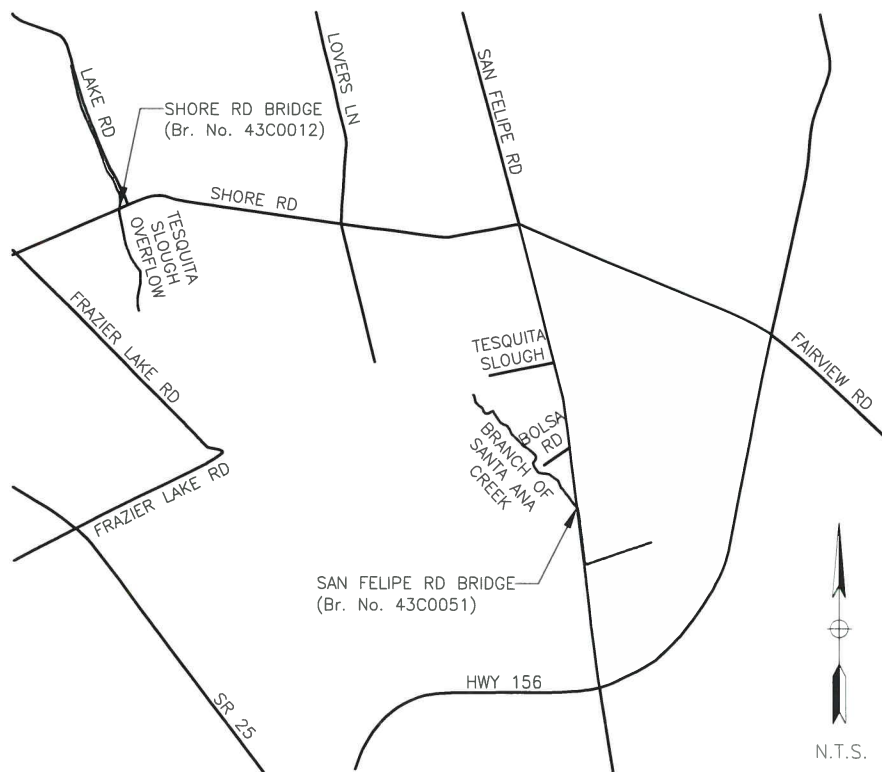 LAKE RD
SHORE RD BRIDGE
(Br. No. 43C0012)
LOVERS LN
SAN FELIPE RD
SHORE RD
TESQUITA
SLOUGH
OVERFLOW
FRAZIER LAKE RD
TESQUITA
SLOUGH
FAIRVIEW RD
BOLSA
RD
BRANCH OF
SANTA ANA
CREEK
FRAZIER LAKE RD
SAN FELIPE RD BRIDGE
(Br. No. 43C0051)
HWY 156
SR 25
N.T.S.